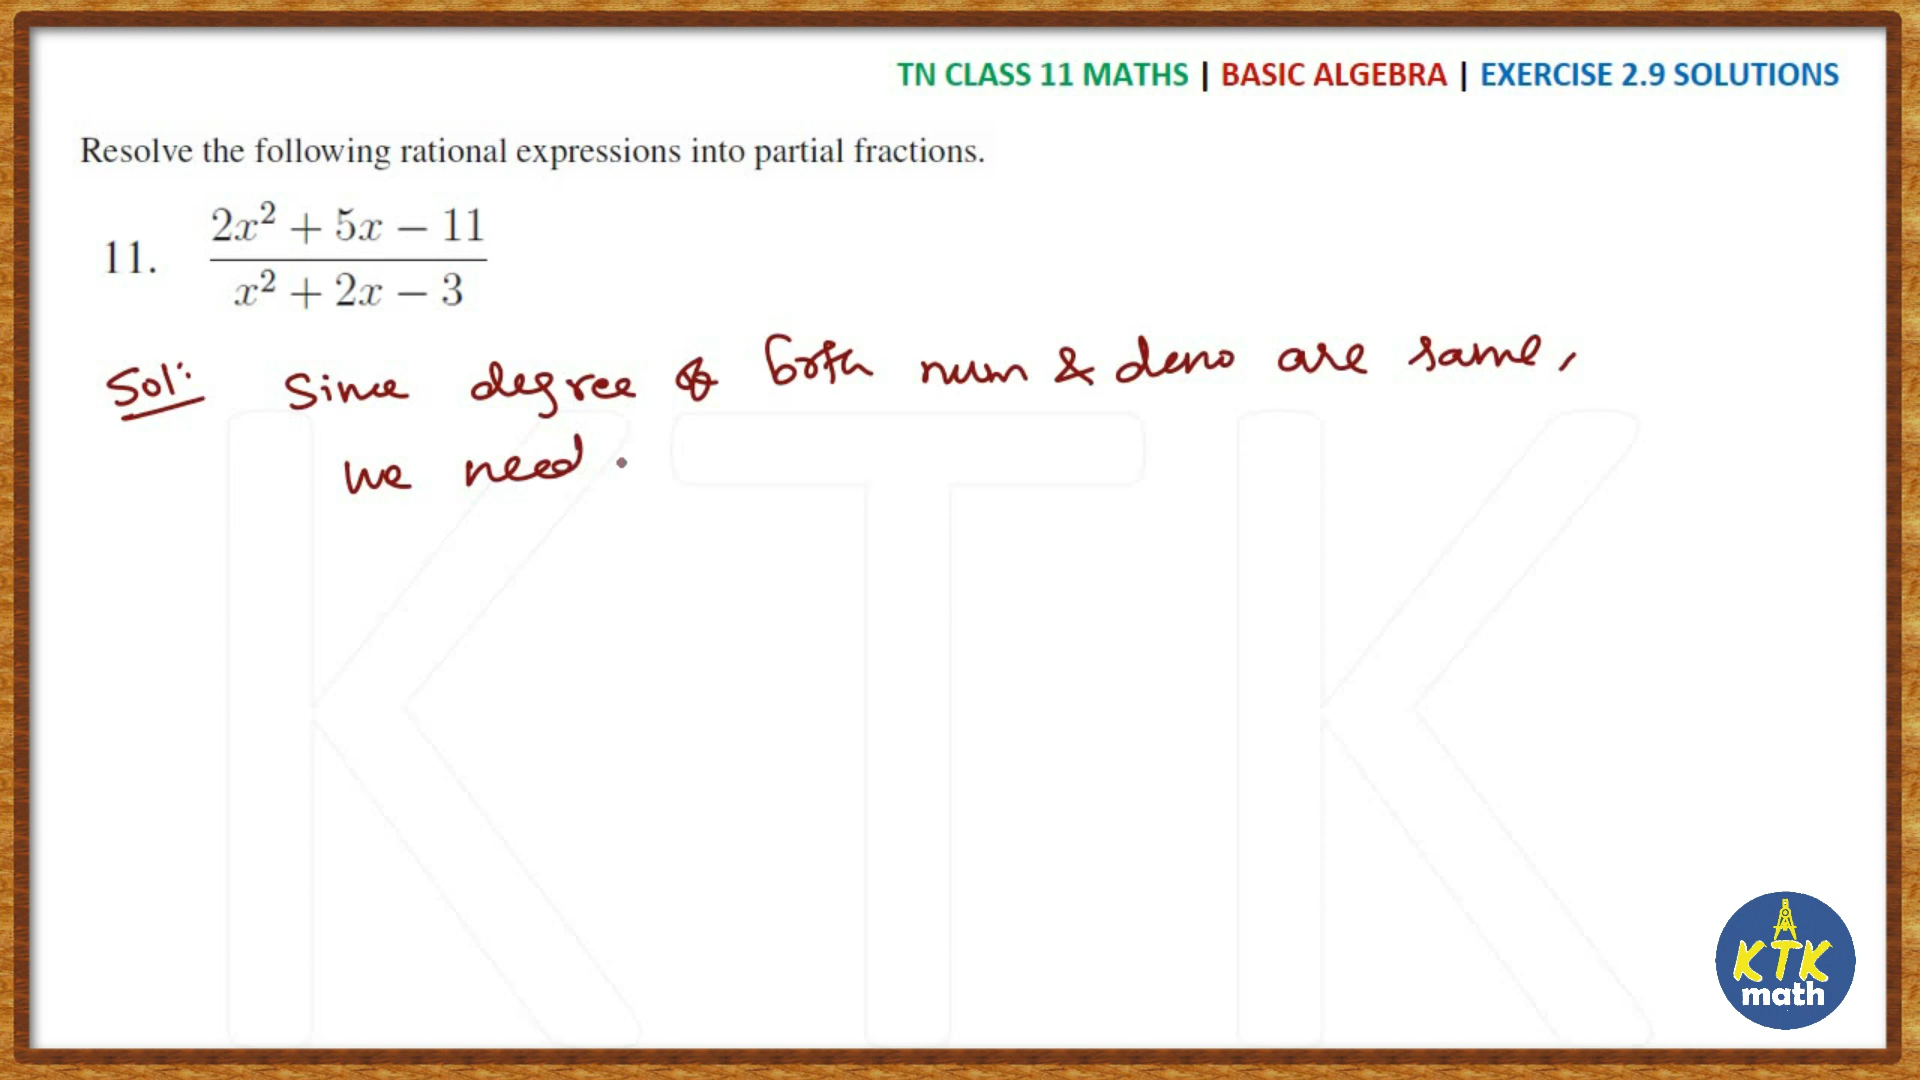 TN CLASS 11 MATHS | BASIC ALGEBRA | EXERCISE 2.9 SOLUTIONS
Resolve the following rational expressions into partial fractions.
2x² + 5x − 11
11.
x² + 2x − 3
Sol: Since degree of both num & deno are same,
we need
KTK
KTK
math